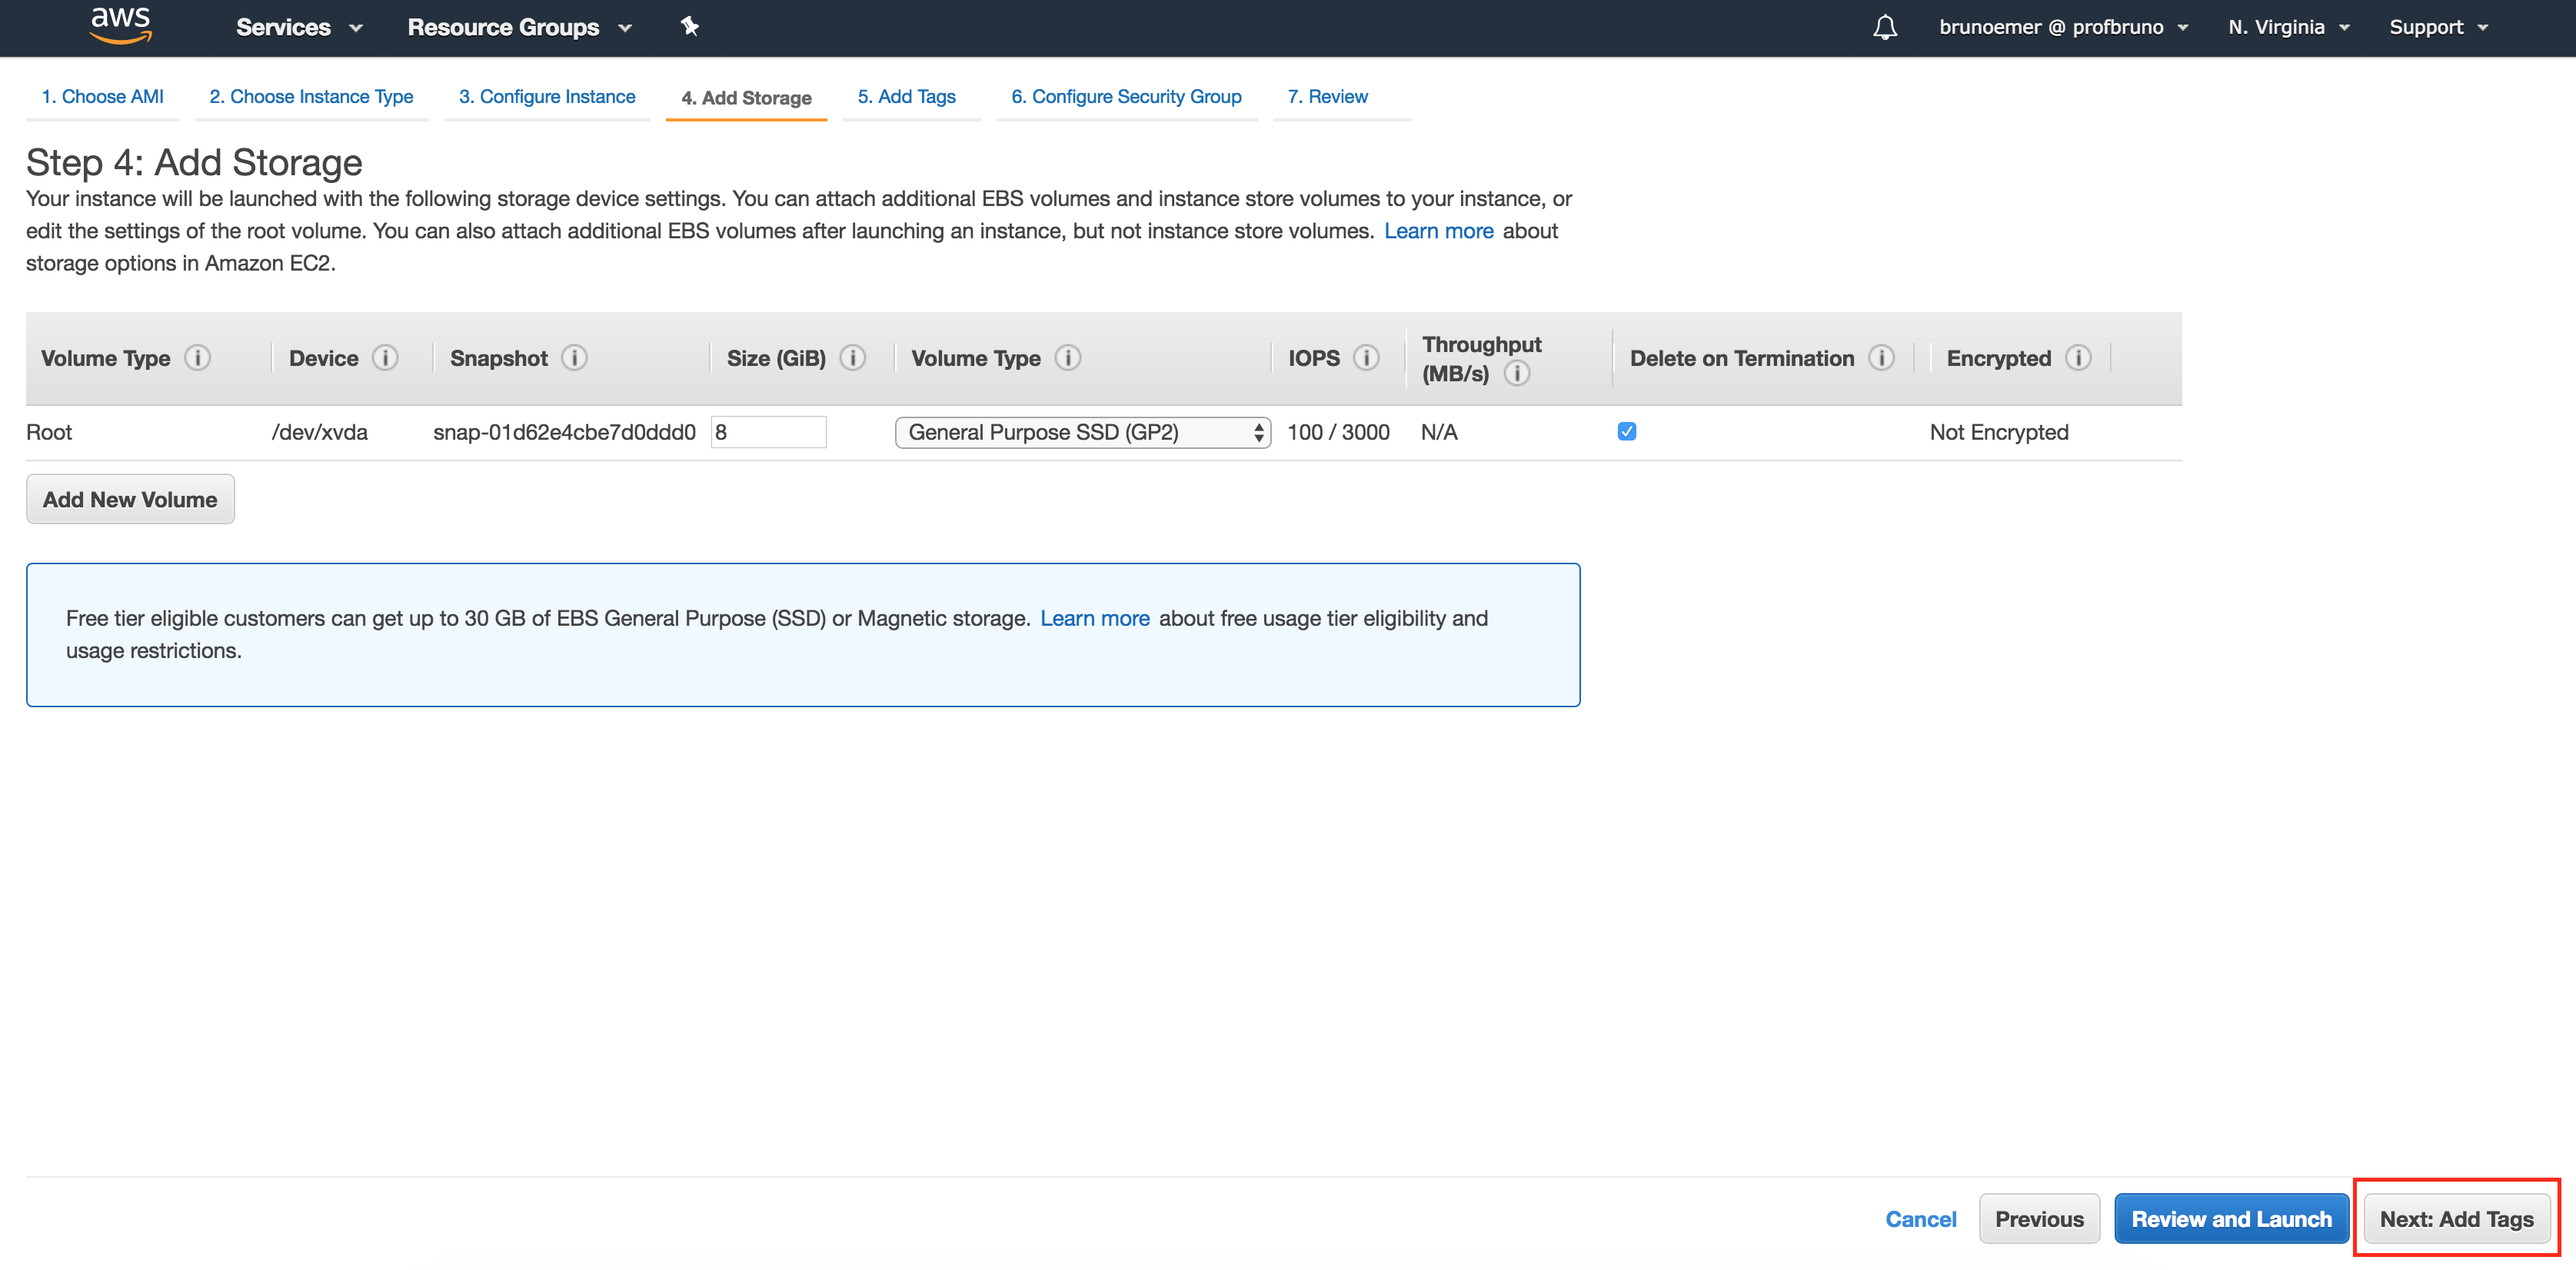 aws Services Resource Groups brunoemer @ profbruno N. Virginia Support
1. Choose AMI 2. Choose Instance Type 3. Configure Instance 4. Add Storage 5. Add Tags 6. Configure Security Group 7. Review
Step 4: Add Storage
Your instance will be launched with the following storage device settings. You can attach additional EBS volumes and instance store volumes to your instance, or
edit the settings of the root volume. You can also attach additional EBS volumes after launching an instance, but not instance store volumes. Learn more about
storage options in Amazon EC2.
Volume Type i Device i Snapshot i Size (GiB) i Volume Type i IOPS i Throughput (MB/s) i Delete on Termination i Encrypted i
Root /dev/xvda snap-01d62e4cbe7d0ddd0 8 General Purpose SSD (GP2) 100 / 3000 N/A Not Encrypted
Add New Volume
Free tier eligible customers can get up to 30 GB of EBS General Purpose (SSD) or Magnetic storage. Learn more about free usage tier eligibility and
usage restrictions.
Cancel Previous Review and Launch Next: Add Tags